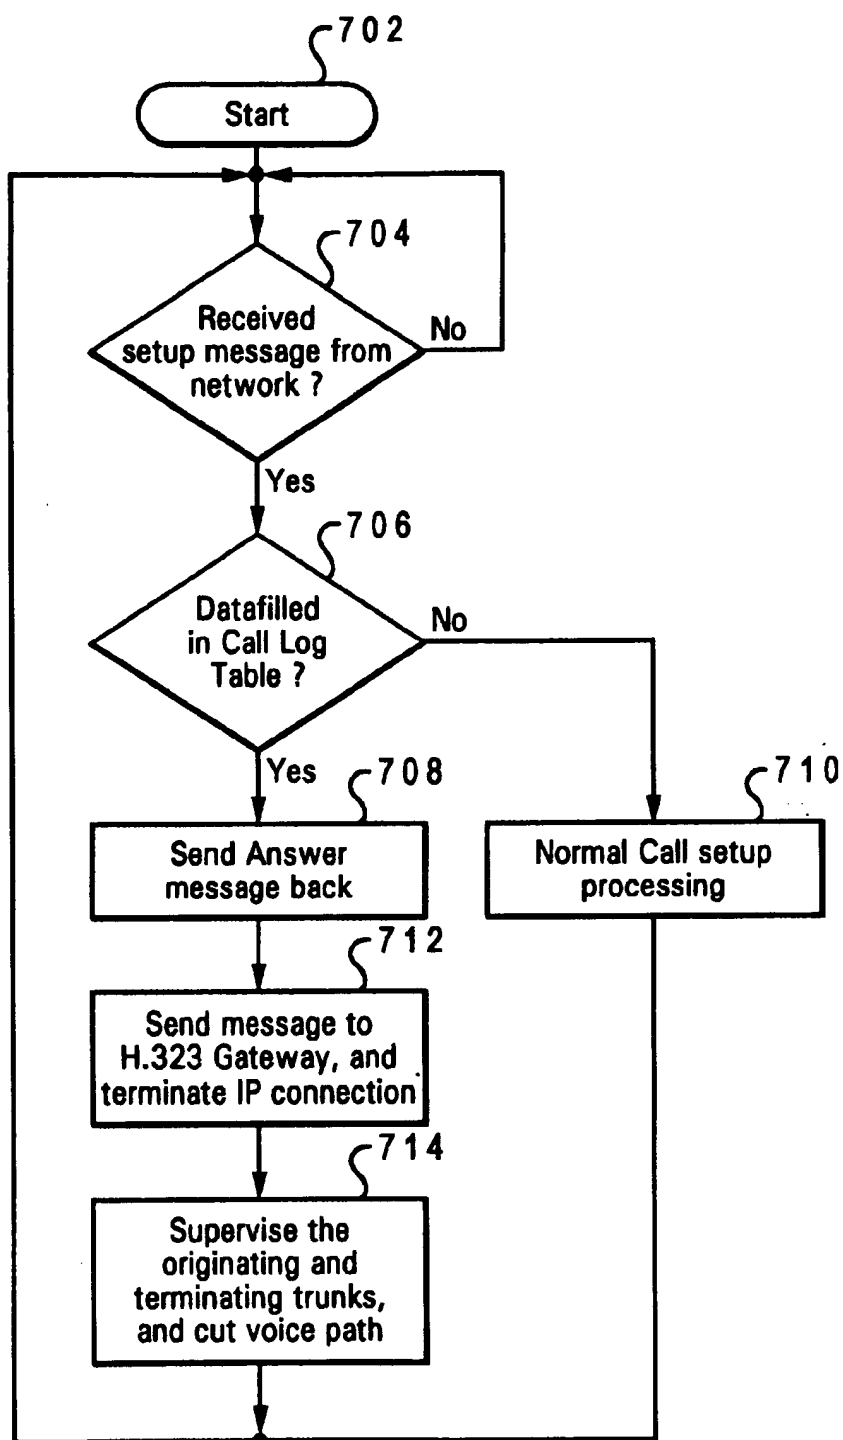 702
Start
704
Received
setup message from
network ?
No
Yes
706
Datafilled
in Call Log
Table ?
No
Yes
708
Send Answer
message back
710
Normal Call setup
processing
712
Send message to
H.323 Gateway, and
terminate IP connection
714
Supervise the
originating and
terminating trunks,
and cut voice path